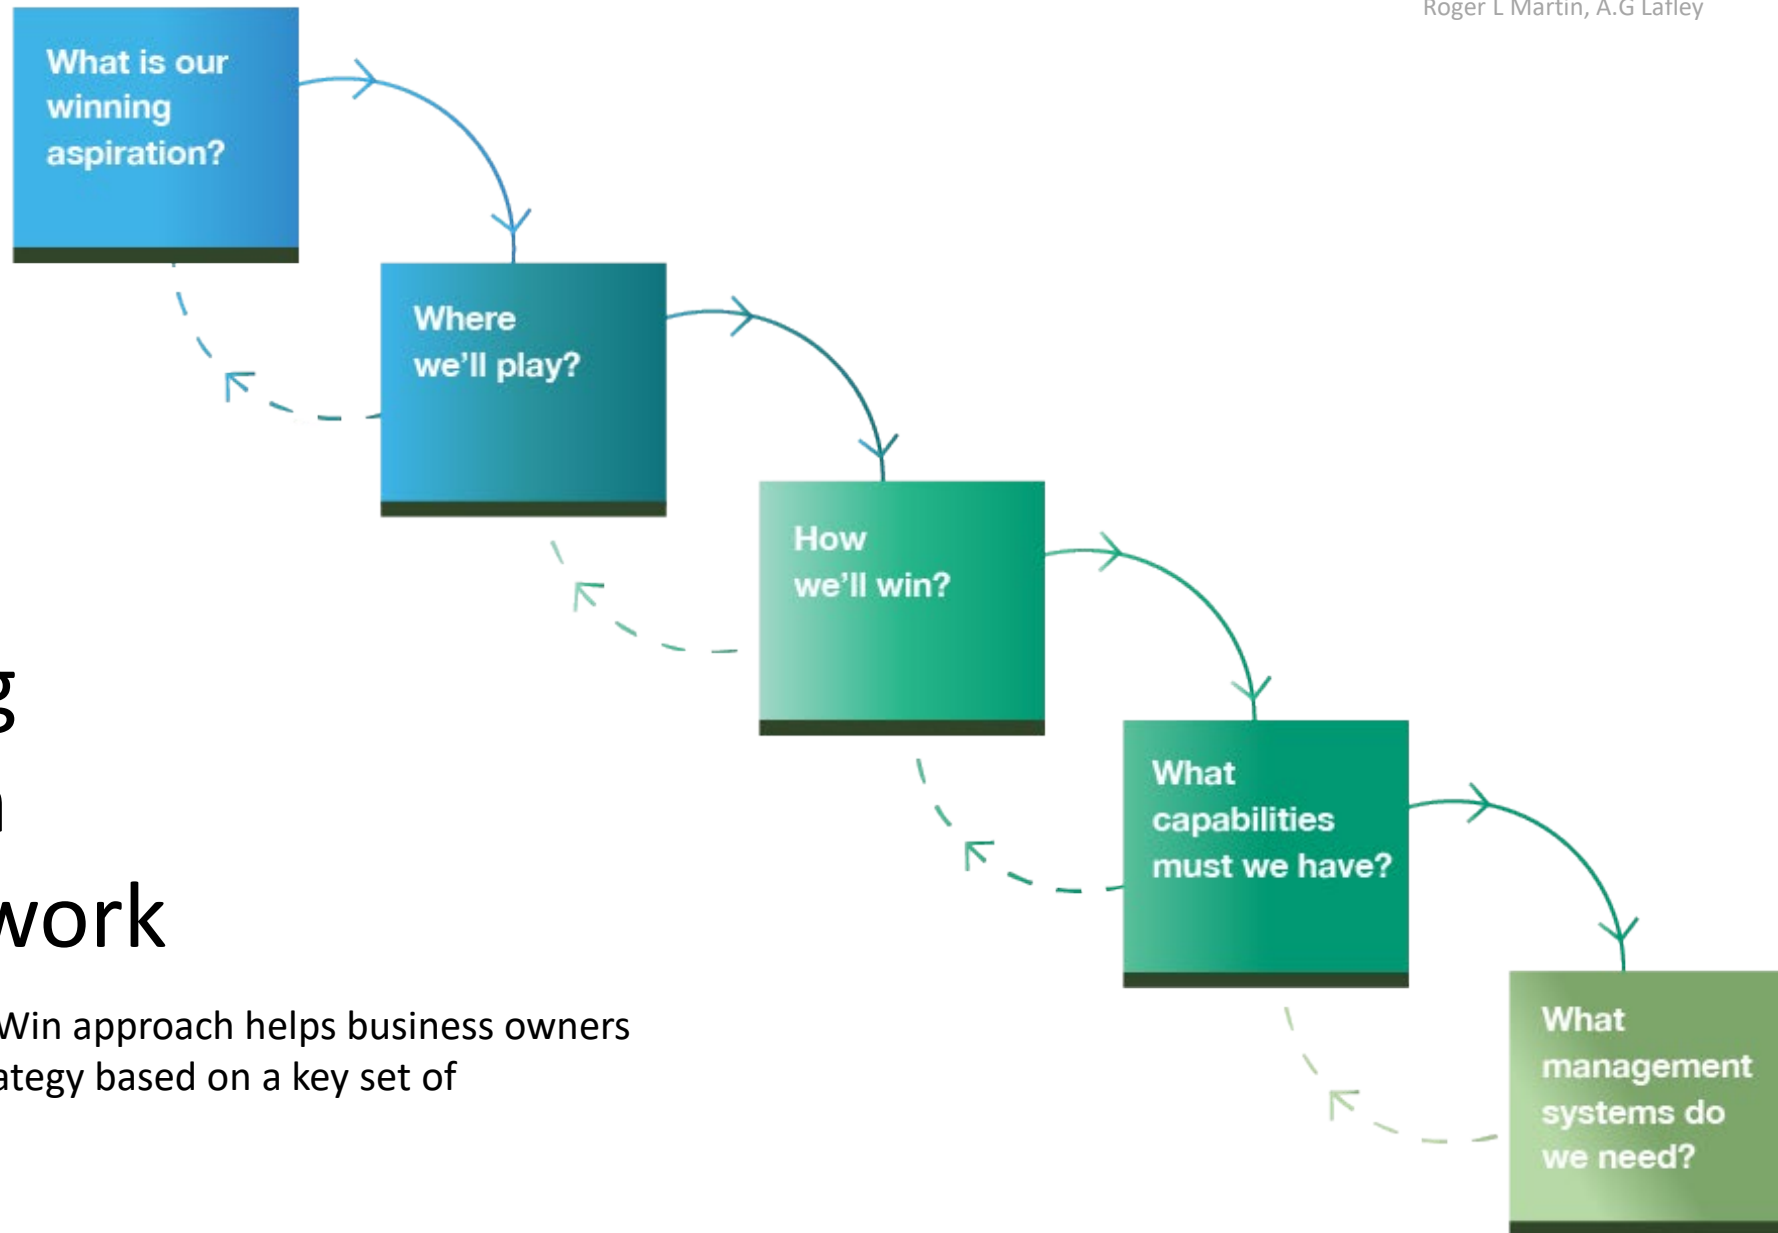 Roger L Martin, A.G Lafley
What is our
winning
aspiration?
Where
we'll play?
How
we'll win?
What
capabilities
must we have?
What
management
systems do
we need?
g
n
work
Win approach helps business owners
ategy based on a key set of